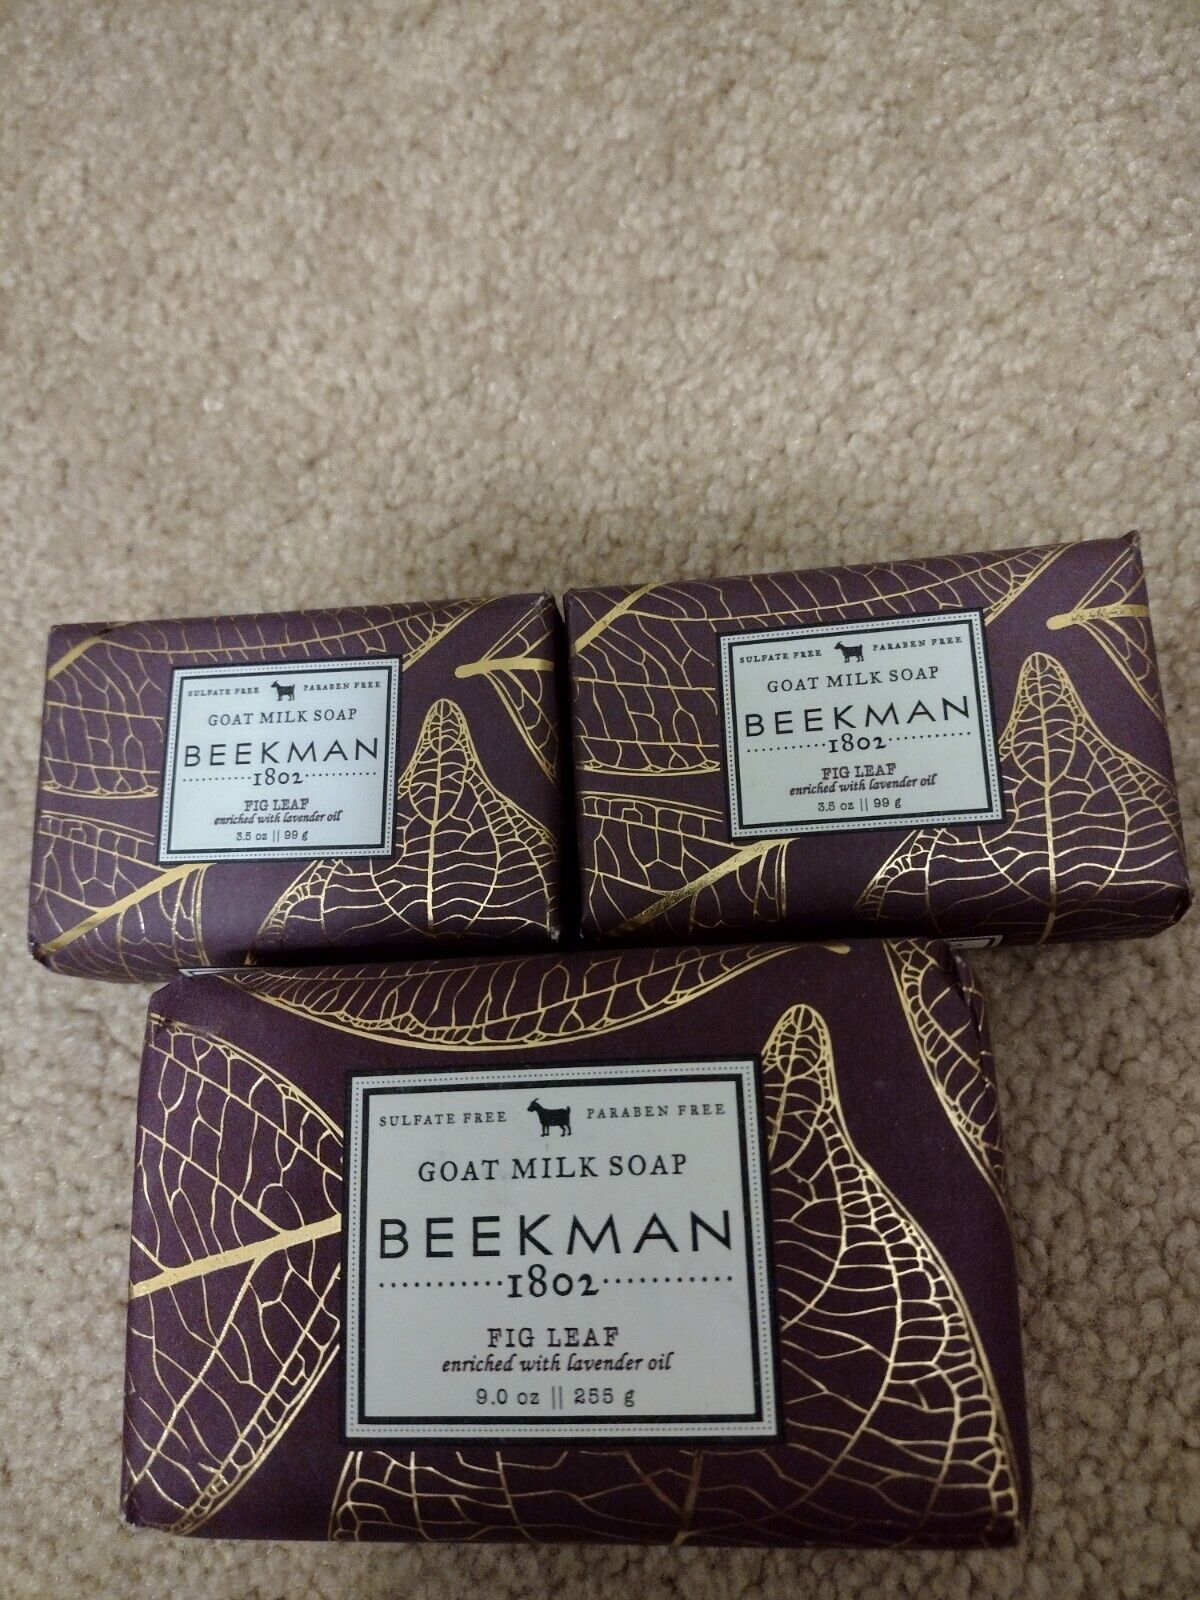 SULFATE FREE PARABEN FREE
GOAT MILK SOAP
BEEKMAN
1802
FIG LEAF
enriched with lavender oil
3.5 oz || 99 g
SULFATE FREE PARABEN FREE
GOAT MILK SOAP
BEEKMAN
1802
FIG LEAF
enriched with lavender oil
3.5 oz || 99 g
SULFATE FREE PARABEN FREE
GOAT MILK SOAP
BEEKMAN
1802
FIG LEAF
enriched with lavender oil
9.0 oz || 255 g